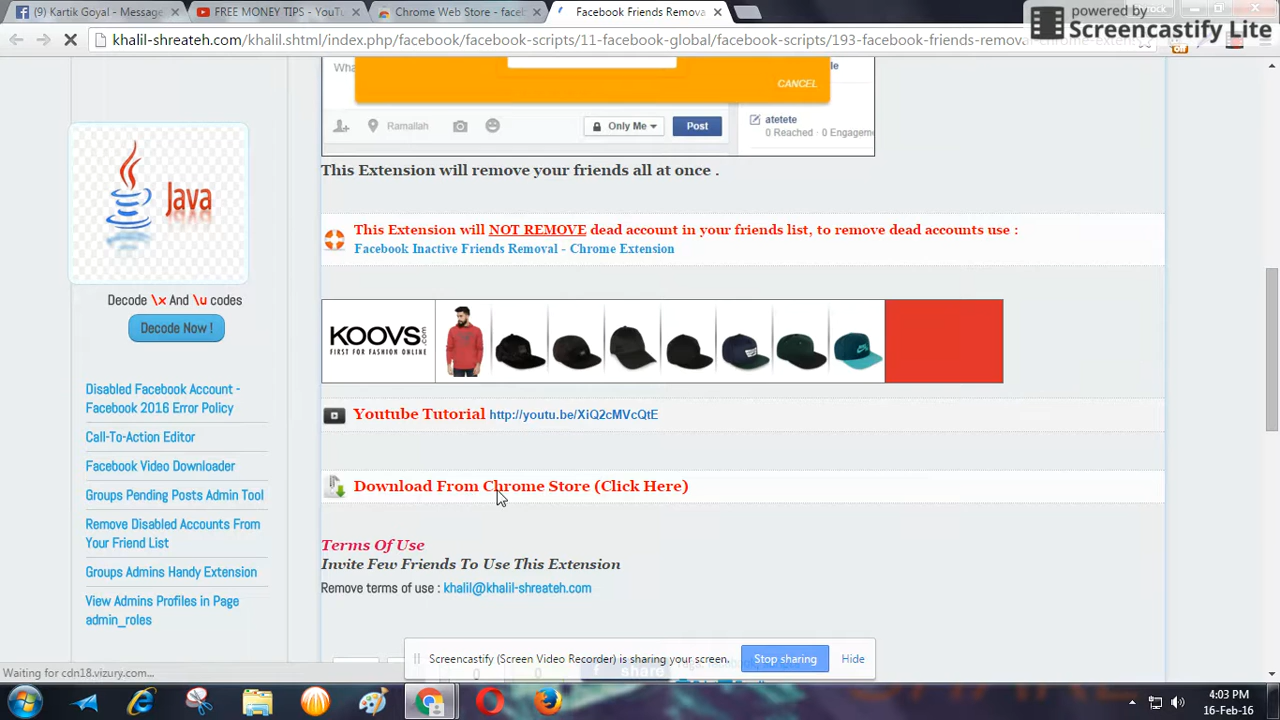 (9) Kartik Goyal - Message
FREE MONEY TIPS - YouTu
Chrome Web Store - faceb
Facebook Friends Remova
powered by
Screencastify Lite
khalil-shreateh.com/khalil.shtml/index.php/facebook/facebook-scripts/11-facebook-global/facebook-scripts/193-facebook-friends-removal-chrome-extens
off
Wha
le
CANCEL
Ramallah
Only Me
Post
atetete
0 Reached · 0 Engagem
This Extension will remove your friends all at once .
Java
This Extension will NOT REMOVE dead account in your friends list, to remove dead accounts use :
Facebook Inactive Friends Removal - Chrome Extension
Decode \x And \u codes
Decode Now !
KOOVS.com
FIRST FOR FASHION ONLINE
Disabled Facebook Account -
Facebook 2016 Error Policy
Youtube Tutorial http://youtu.be/XiQ2cMVcQtE
Call-To-Action Editor
Facebook Video Downloader
Download From Chrome Store (Click Here)
Groups Pending Posts Admin Tool
Remove Disabled Accounts From
Your Friend List
Terms Of Use
Invite Few Friends To Use This Extension
Groups Admins Handy Extension
Remove terms of use : khalil@khalil-shreateh.com
View Admins Profiles in Page
admin_roles
Screencastify (Screen Video Recorder) is sharing your screen.
Stop sharing
Hide
Waiting for cdn18.vizury.com...
0
0
share
4:03 PM
16-Feb-16